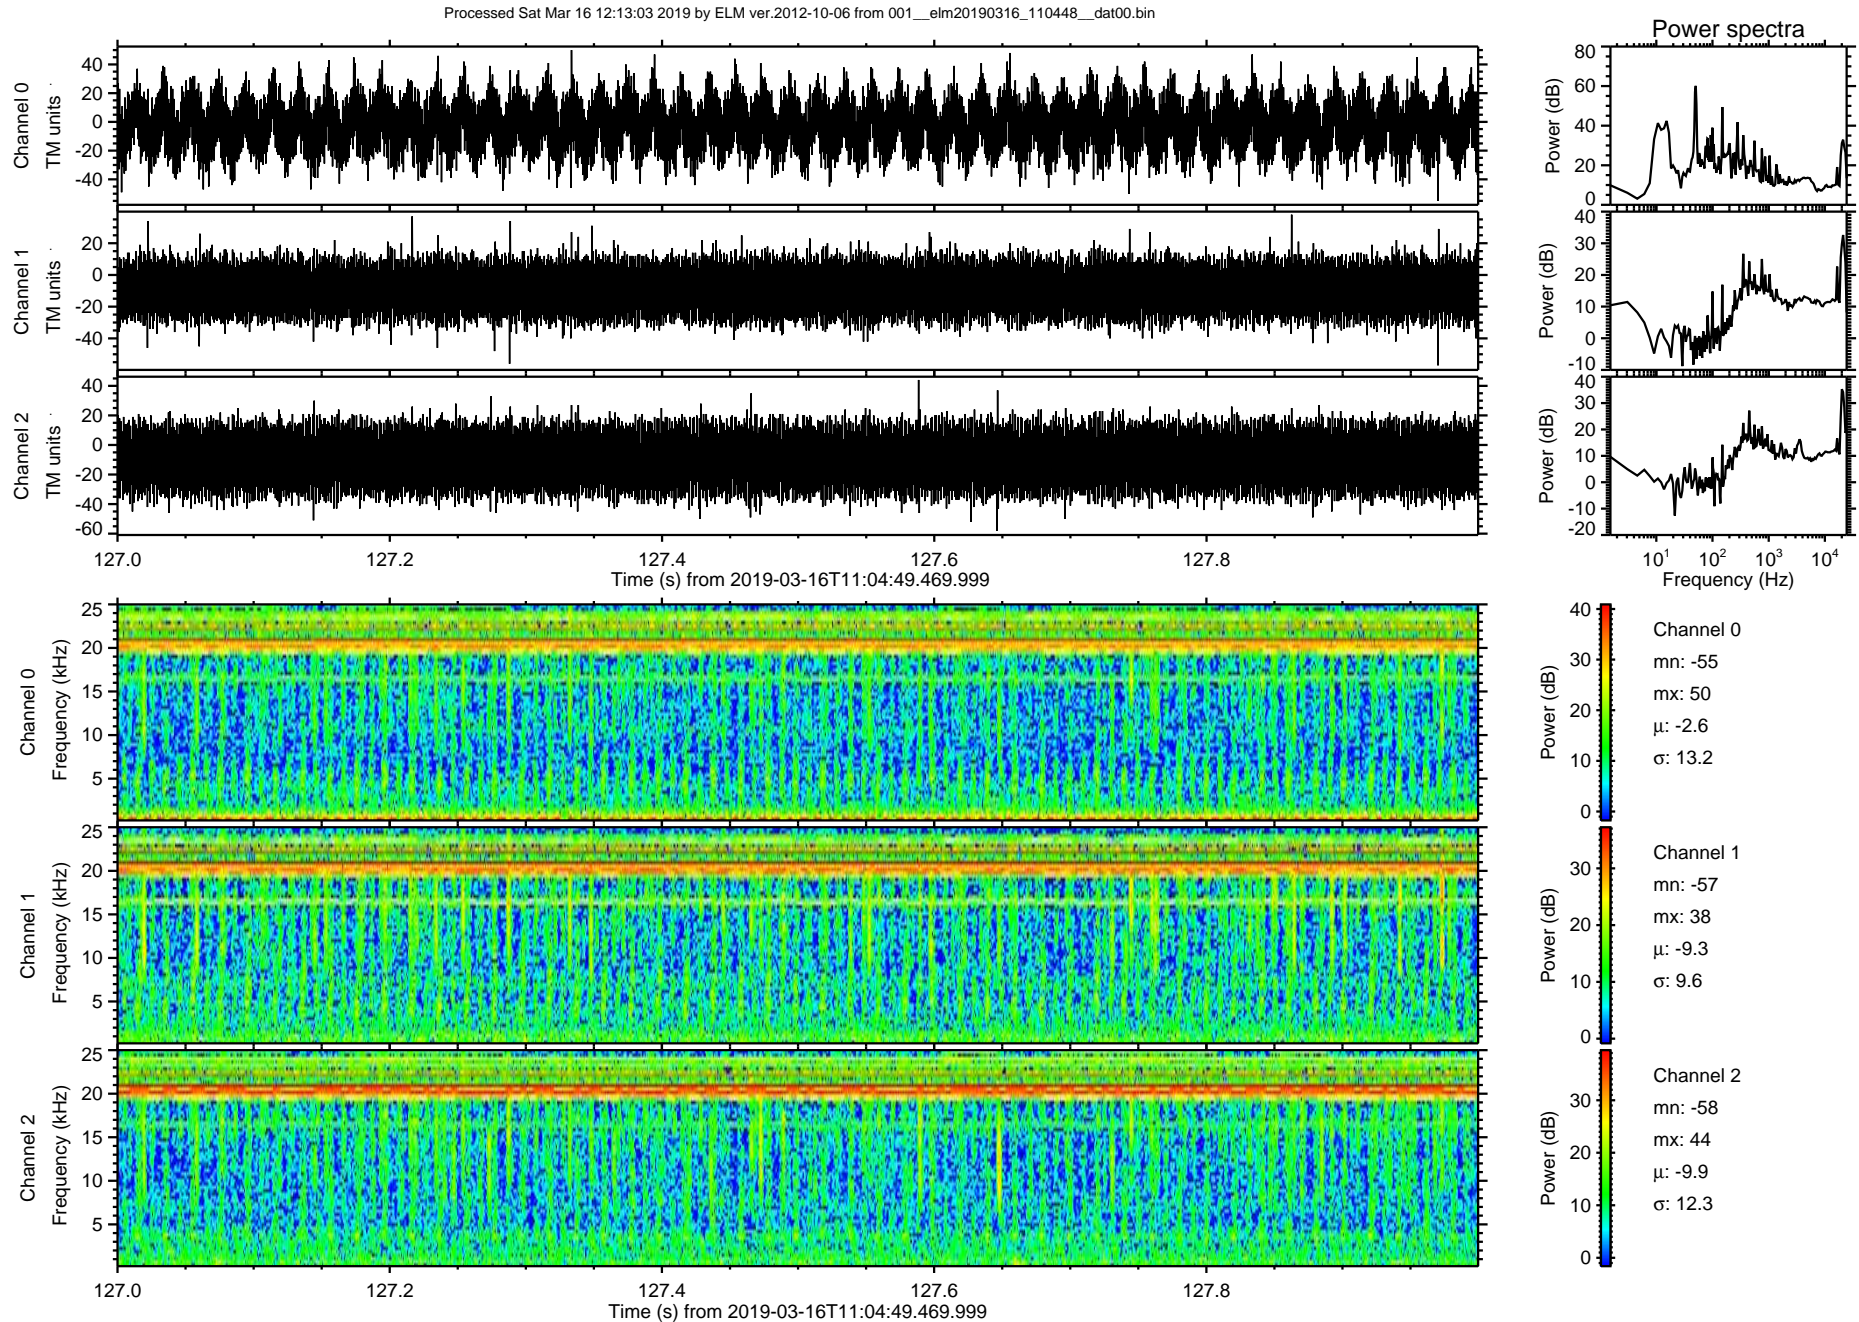 Processed Sat Mar 16 12:13:03 2019 by ELM ver.2012-10-06 from 001__elm20190316_110448__dat00.bin
Power spectra
Channel 0
TM units
40
20
0
-20
-40
Power (dB)
80
60
40
20
0
Channel 1
TM units
20
0
-20
-40
Power (dB)
40
30
20
10
0
-10
Channel 2
TM units
40
20
0
-20
-40
-60
Power (dB)
40
30
20
10
0
-10
-20
127.0 127.2 127.4 127.6 127.8
Time (s) from 2019-03-16T11:04:49.469.999
10¹ 10² 10³ 10⁴
Frequency (Hz)
Channel 0
Frequency (kHz)
25
20
15
10
5
Power (dB)
40
30
20
10
0
Channel 0
mn: -55
mx: 50
μ: -2.6
σ: 13.2
Channel 1
Frequency (kHz)
25
20
15
10
5
Power (dB)
30
20
10
0
Channel 1
mn: -57
mx: 38
μ: -9.3
σ: 9.6
Channel 2
Frequency (kHz)
25
20
15
10
5
Power (dB)
30
20
10
0
Channel 2
mn: -58
mx: 44
μ: -9.9
σ: 12.3
127.0 127.2 127.4 127.6 127.8
Time (s) from 2019-03-16T11:04:49.469.999